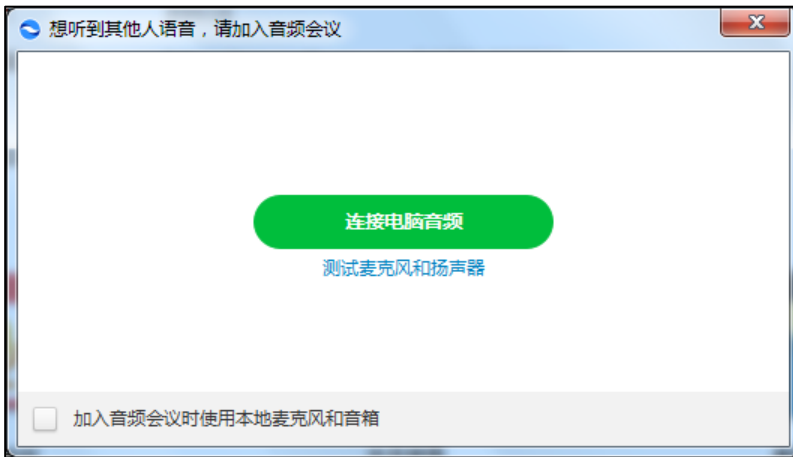 想听到其他人语音，请加入音频会议
连接电脑音频
测试麦克风和扬声器
加入音频会议时使用本地麦克风和音箱